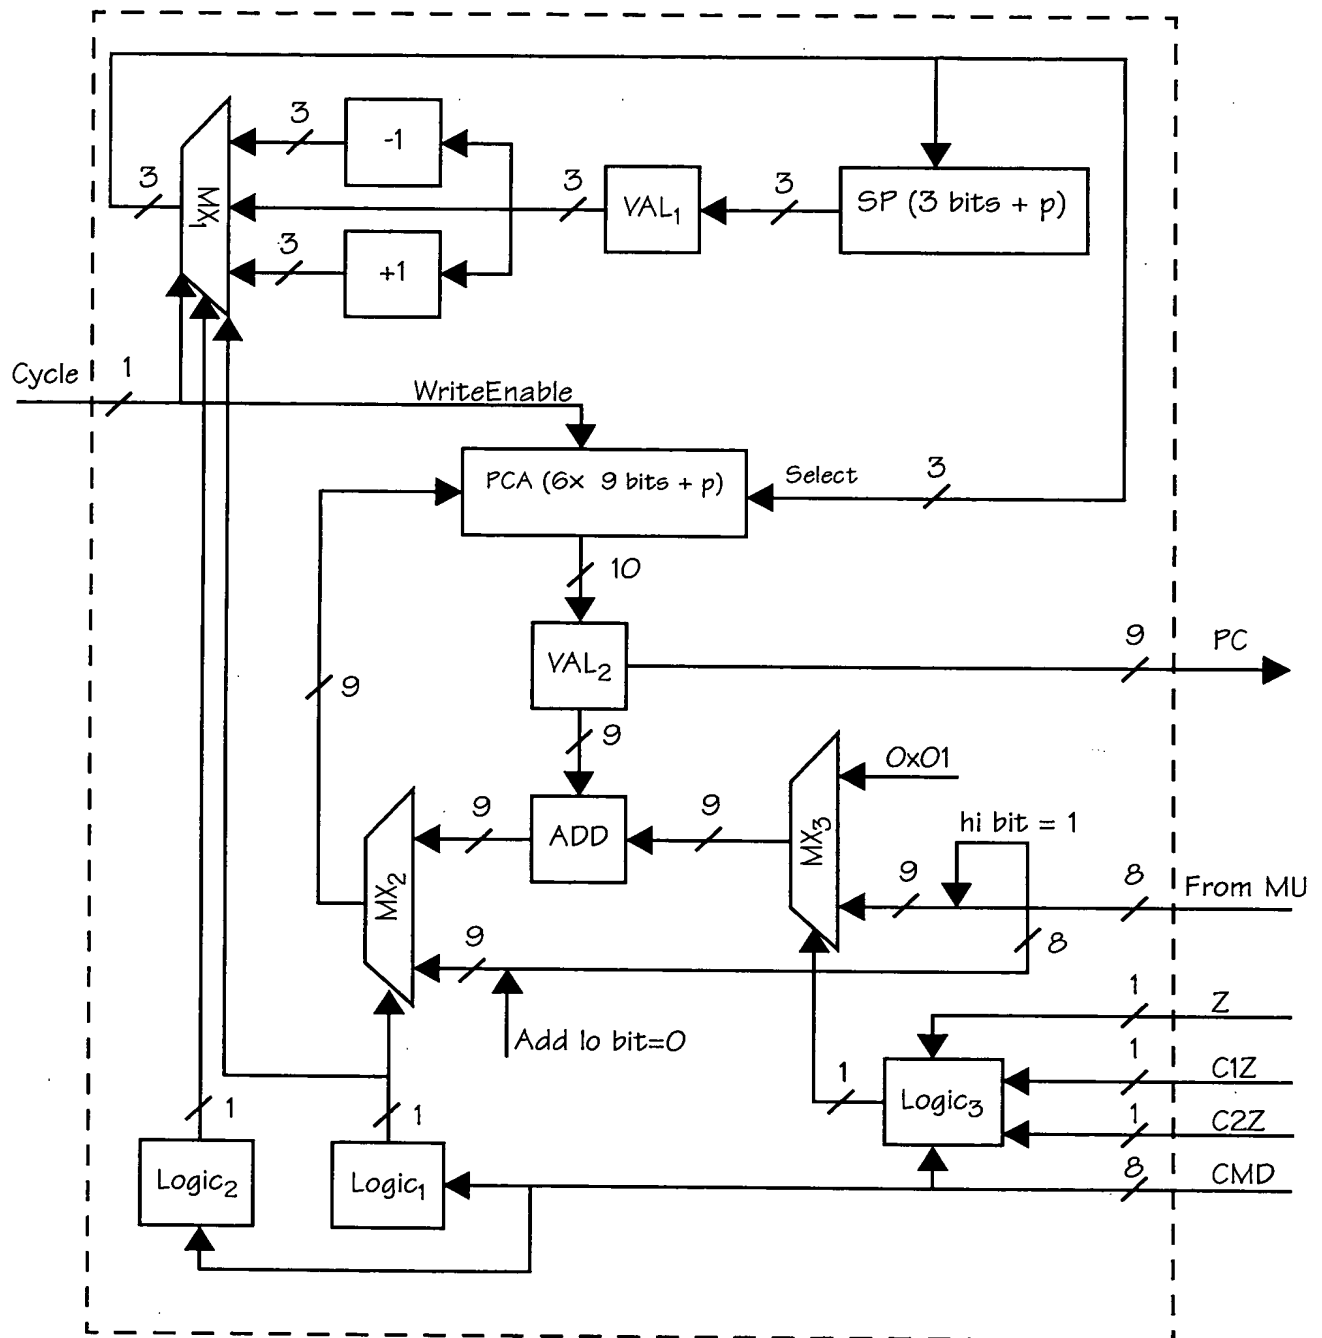 3
-1
3
MX1
3
VAL1
3
SP (3 bits + p)
3
+1
Cycle
1
WriteEnable
PCA (6x 9 bits + p)
Select
3
10
9
VAL2
9
PC
9
9
ADD
9
MX3
0x01
hi bit = 1
9
8
From MU
MX2
9
8
Add lo bit=0
1
Z
1
C1Z
1
Logic3
1
C2Z
8
CMD
1
1
Logic2
Logic1